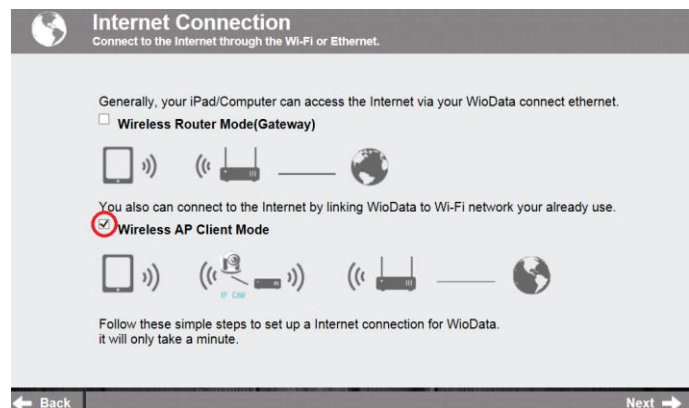 Internet Connection
Connect to the Internet through the Wi-Fi or Ethernet.
Generally, your iPad/Computer can access the Internet via your WioData connect ethernet.
Wireless Router Mode(Gateway)
You also can connect to the Internet by linking WioData to Wi-Fi network your already use.
Wireless AP Client Mode
IP CAM
Follow these simple steps to set up a Internet connection for WioData.
it will only take a minute.
Back
Next